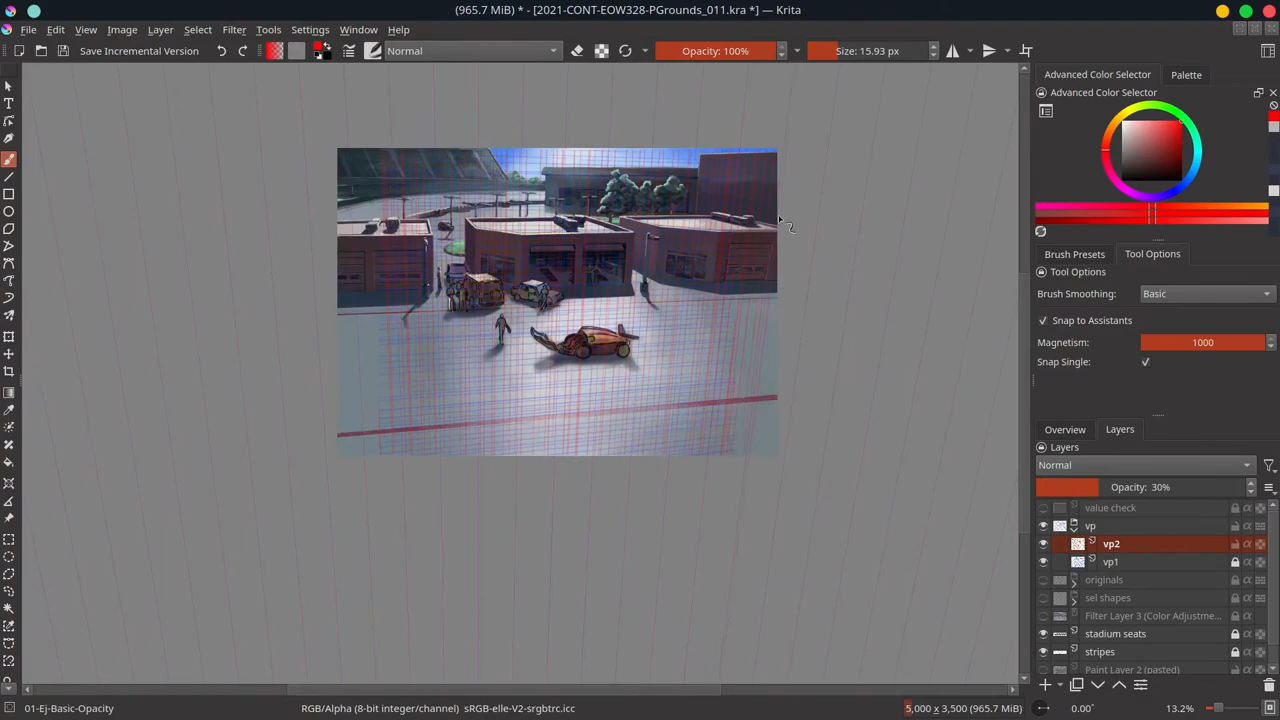 (965.7 MiB) * - [2021-CONT-EOW328-PGrounds_011.kra *] — Krita
File Edit View Image Layer Select Filter Tools Settings Window Help
Save Incremental Version Normal Opacity: 100% Size: 15.93 px
Advanced Color Selector Palette
Advanced Color Selector
Brush Presets Tool Options
Tool Options
Brush Smoothing: Basic
Snap to Assistants
Magnetism: 1000
Snap Single:
Overview Layers
Layers
Normal
Opacity: 30%
value check
vp
vp2
vp1
originals
sel shapes
Filter Layer 3 (Color Adjustme...
stadium seats
stripes
Paint Layer 2 (pasted)
01-Ej-Basic-Opacity RGB/Alpha (8-bit integer/channel) sRGB-elle-V2-srgbtrc.icc 5,000 x 3,500 (965.7 MiB) 0.00° 13.2%